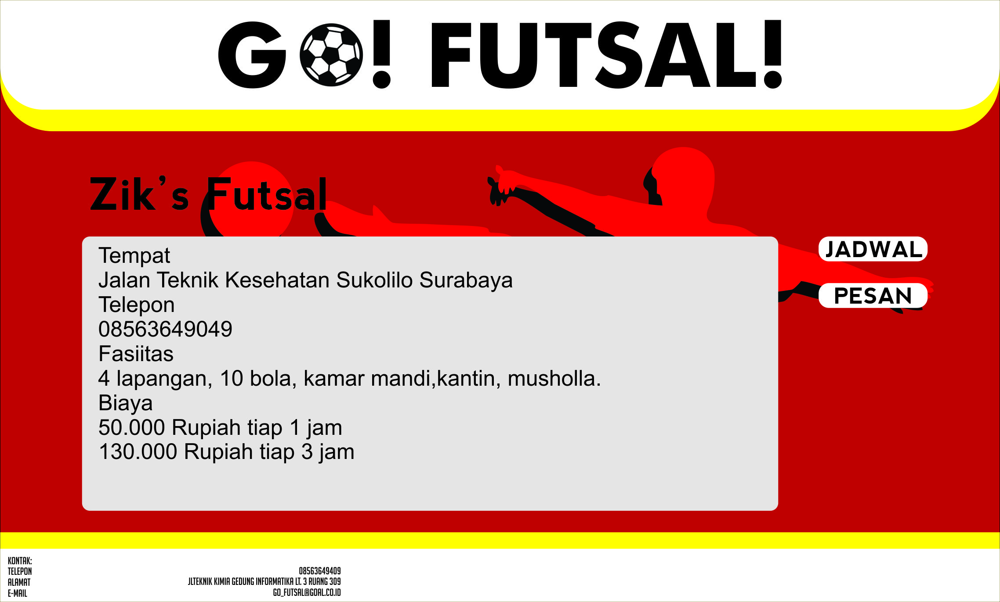 GO! FUTSAL!
Zik's Futsal
Tempat
Jalan Teknik Kesehatan Sukolilo Surabaya
Telepon
08563649049
Fasiitas
4 lapangan, 10 bola, kamar mandi,kantin, musholla.
Biaya
50.000 Rupiah tiap 1 jam
130.000 Rupiah tiap 3 jam
JADWAL
PESAN
KONTAK:
TELEPON 08563649409
ALAMAT JLTEKNIK KIMIA GEDUNG INFORMATIKA LT. 3 RUANG 309
E-MAIL GO_FUTSAL@GOAL.CO.ID